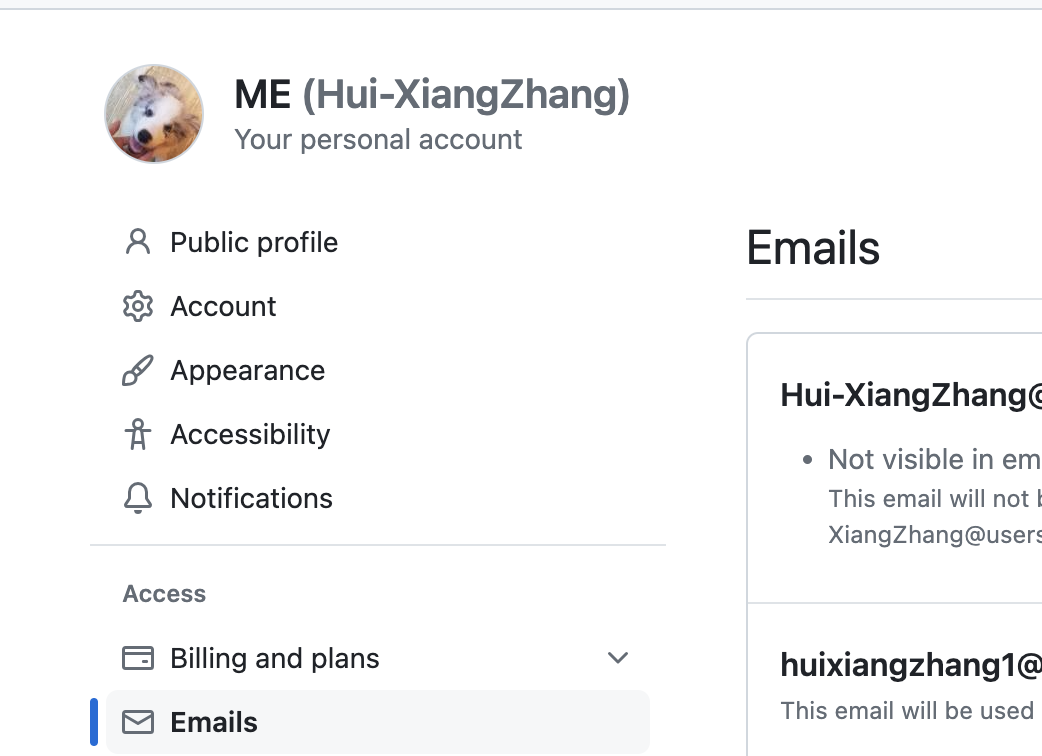 ME (Hui-XiangZhang)
Your personal account
Public profile
Account
Appearance
Accessibility
Notifications
Access
Billing and plans
Emails
Emails
Hui-XiangZhang@
Not visible in em
This email will not b
XiangZhang@users
huixiangzhang1@
This email will be used